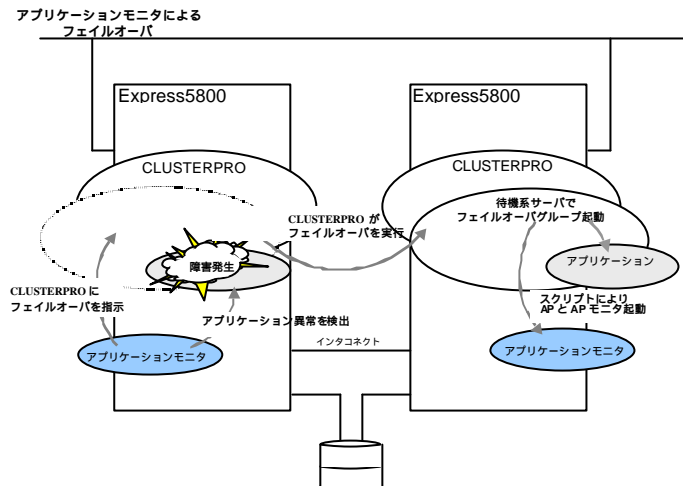 アプリケーションモニタによる
フェイルオーバ
Express5800
Express5800
CLUSTERPRO
CLUSTERPRO
待機系サーバで
フェイルオーバグループ起動
CLUSTERPRO が
フェイルオーバを実行
障害発生
アプリケーション
CLUSTERPRO に
フェイルオーバを指示
スクリプトにより
AP と AP モニタ起動
アプリケーション異常を検出
インタコネクト
アプリケーションモニタ
アプリケーションモニタ